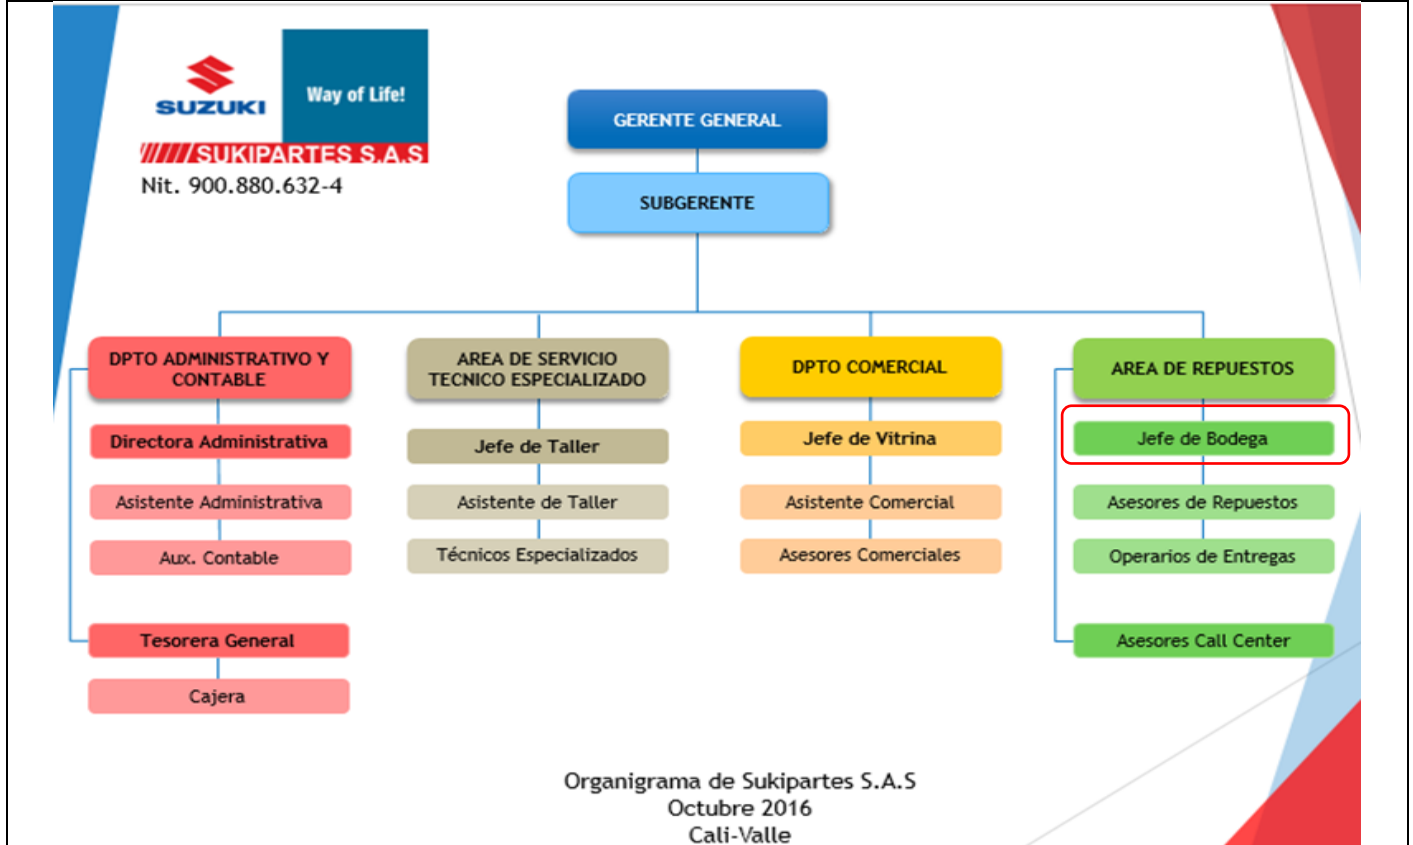 SUZUKI
Way of Life!
SUKIPARTES S.A.S
Nit. 900.880.632-4
GERENTE GENERAL
SUBGERENTE
DPTO ADMINISTRATIVO Y
CONTABLE
Directora Administrativa
Asistente Administrativa
Aux. Contable
Tesorera General
Cajera
AREA DE SERVICIO
TECNICO ESPECIALIZADO
Jefe de Taller
Asistente de Taller
Técnicos Especializados
DPTO COMERCIAL
Jefe de Vitrina
Asistente Comercial
Asesores Comerciales
AREA DE REPUESTOS
Jefe de Bodega
Asesores de Repuestos
Operarios de Entregas
Asesores Call Center
Organigrama de Sukipartes S.A.S
Octubre 2016
Cali-Valle